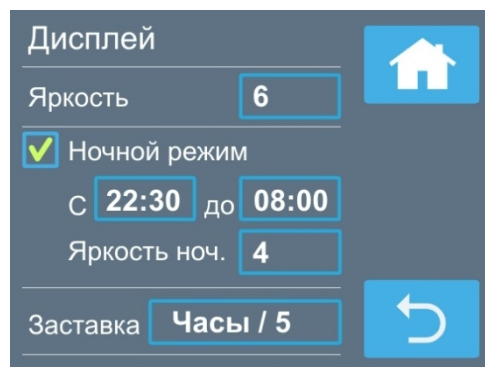 Дисплей
Яркость 6
Ночной режим
С 22:30 до 08:00
Яркость ноч. 4
Заставка Часы / 5